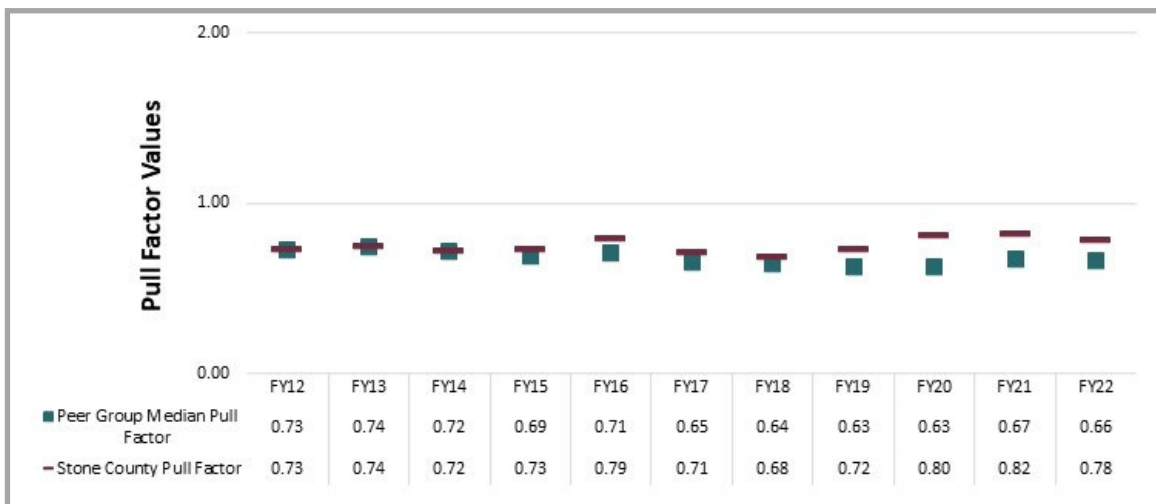 2.00
Pull Factor Values
1.00
0.00
FY12 FY13 FY14 FY15 FY16 FY17 FY18 FY19 FY20 FY21 FY22
Peer Group Median Pull
Factor
0.73 0.74 0.72 0.69 0.71 0.65 0.64 0.63 0.63 0.67 0.66
Stone County Pull Factor 0.73 0.74 0.72 0.73 0.79 0.71 0.68 0.72 0.80 0.82 0.78